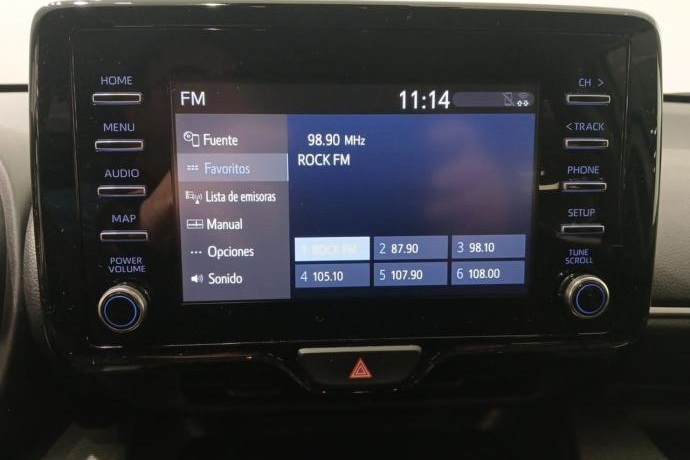 HOME
MENU
AUDIO
MAP
POWER
VOLUME
FM
11:14
Fuente
Favoritos
Lista de emisoras
Manual
Opciones
Sonido
98.90 MHz
ROCK FM
1 ROCK FM
2 87.90
3 98.10
4 105.10
5 107.90
6 108.00
CH >
< TRACK
PHONE
SETUP
TUNE
SCROLL